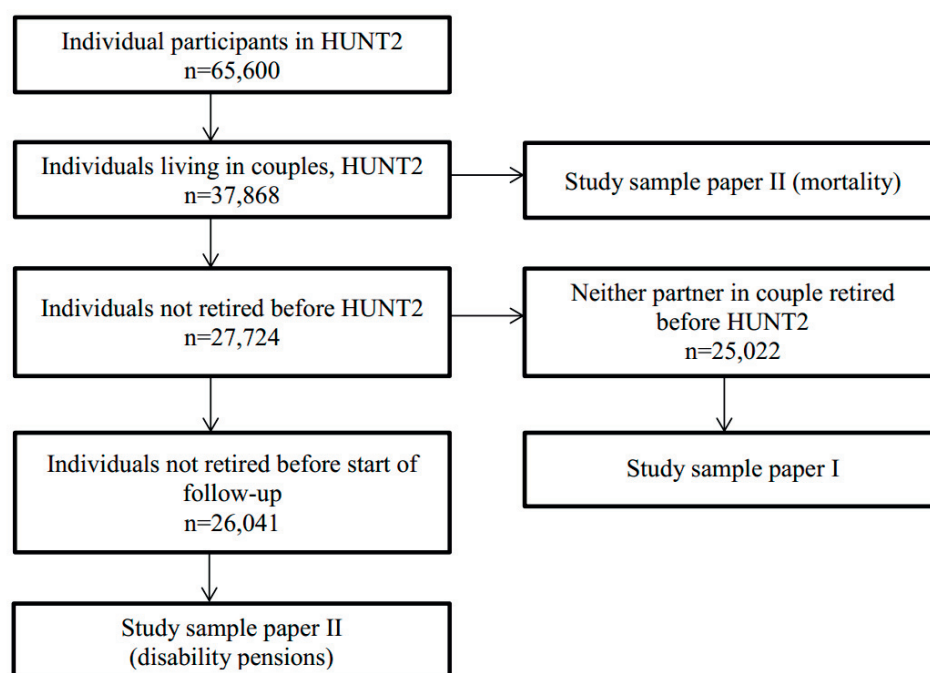 Individual participants in HUNT2
n=65,600
Individuals living in couples, HUNT2
n=37,868
Study sample paper II (mortality)
Individuals not retired before HUNT2
n=27,724
Neither partner in couple retired
before HUNT2
n=25,022
Individuals not retired before start of
follow-up
n=26,041
Study sample paper I
Study sample paper II
(disability pensions)